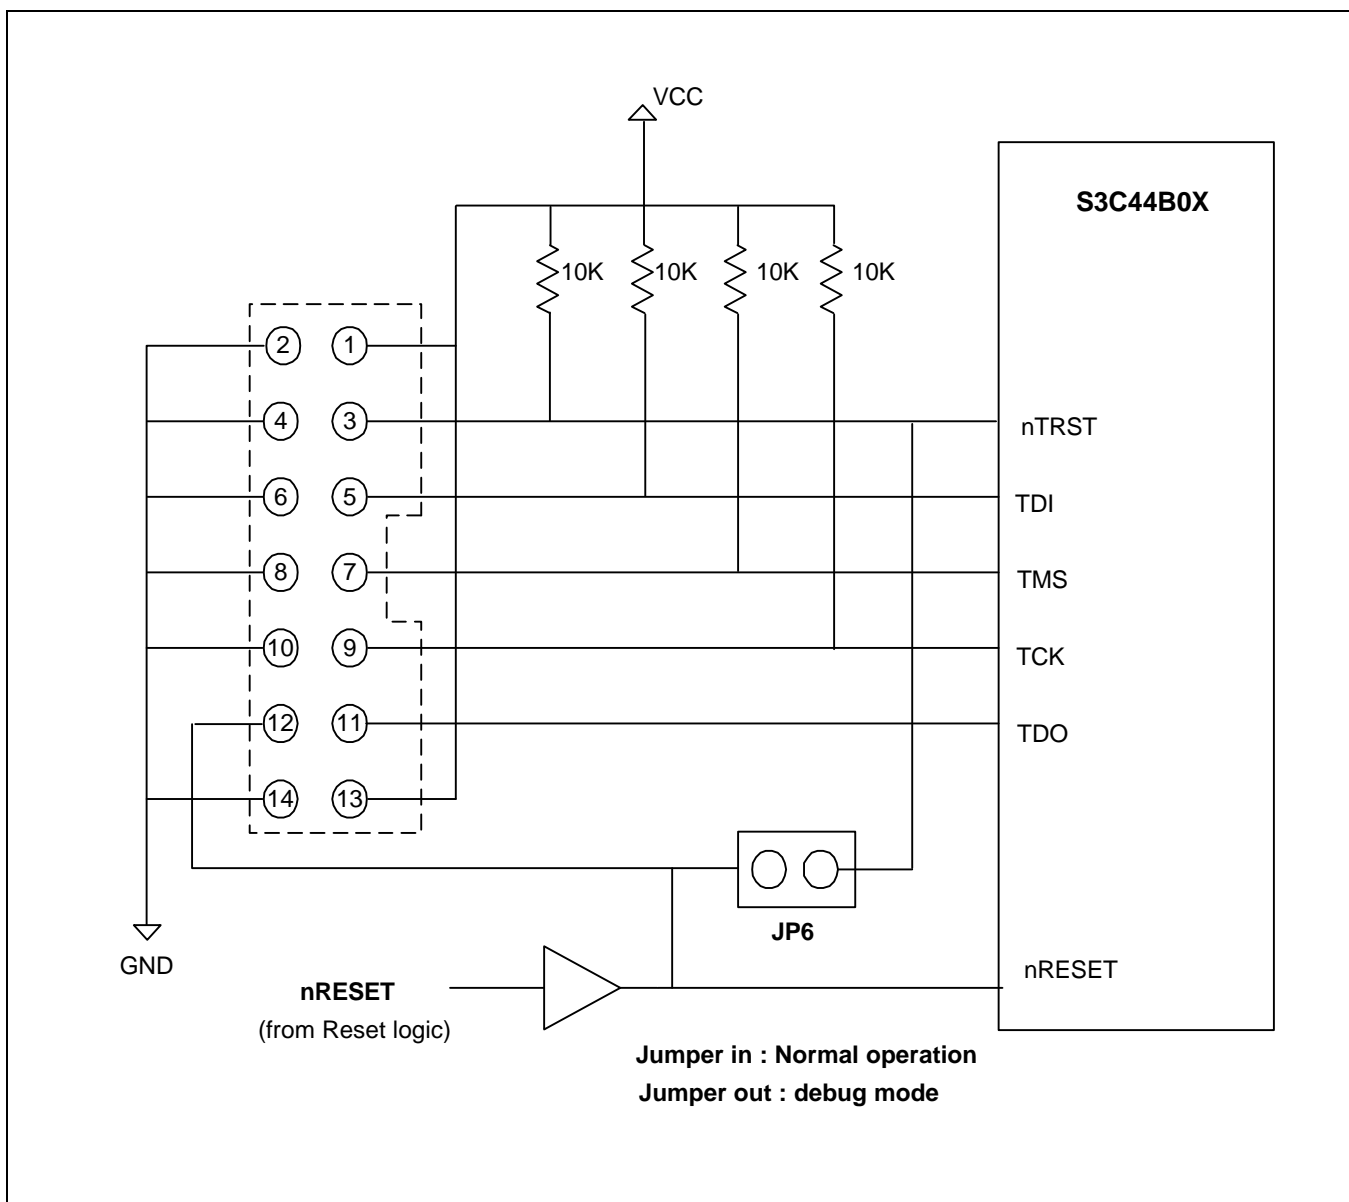 VCC
S3C44B0X
10K 10K 10K 10K
2 1
4 3
nTRST
6 5
TDI
8 7
TMS
10 9
TCK
12 11
TDO
14 13
JP6
GND
nRESET
nRESET
(from Reset logic)
Jumper in : Normal operation
Jumper out : debug mode